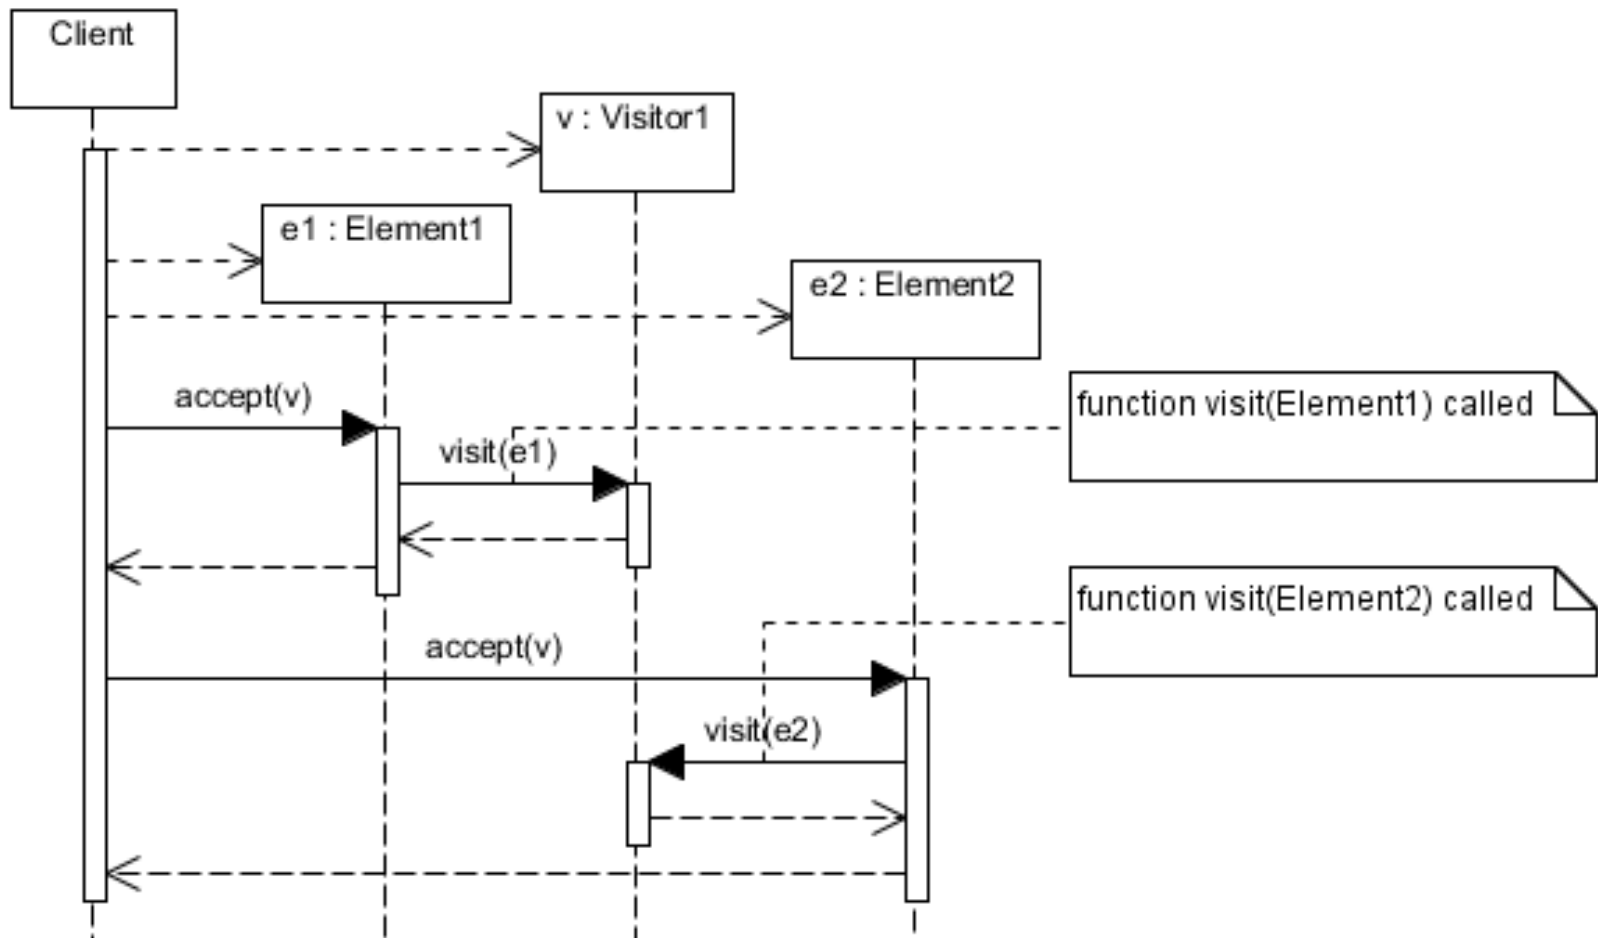 Client
v : Visitor1
e1 : Element1
e2 : Element2
accept(v)
function visit(Element1) called
visit(e1)
function visit(Element2) called
accept(v)
visit(e2)